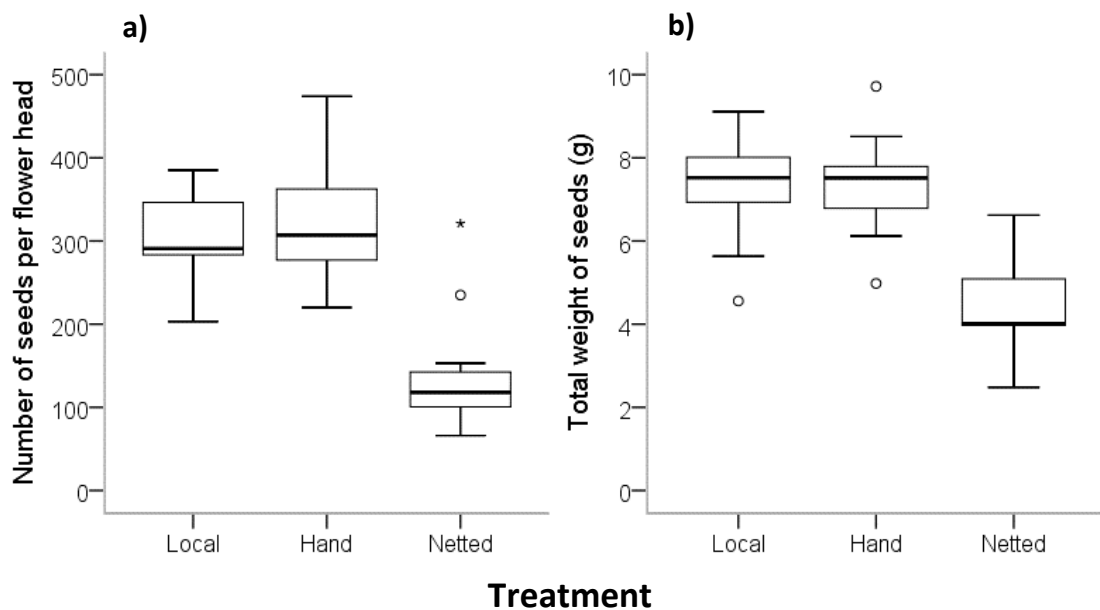 a)
Number of seeds per flower head
500
400
300
200
100
0
*
Local Hand Netted
b)
Total weight of seeds (g)
10
8
6
4
2
0
Local Hand Netted
Treatment